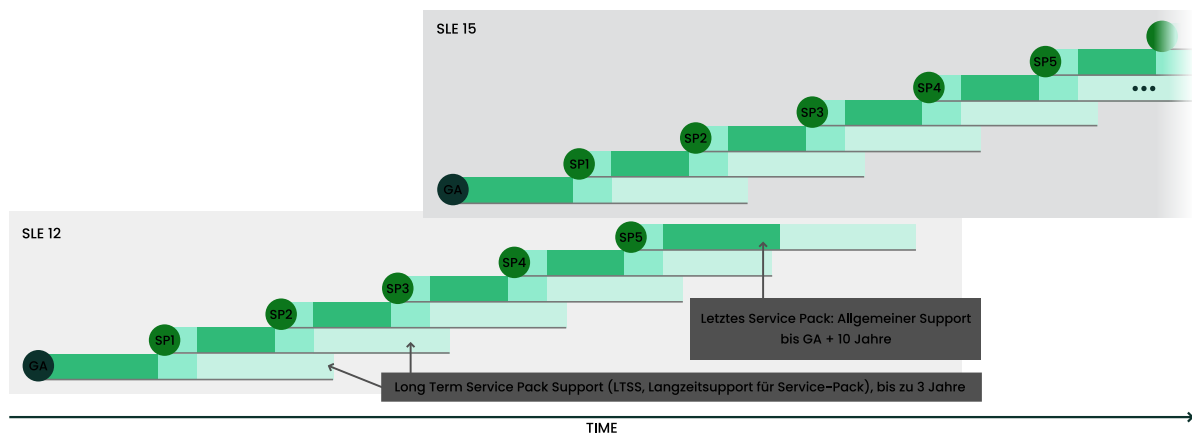 SLE 15
SP5
SP4
•••
SP3
SP2
SP1
GA
SLE 12
SP5
SP4
SP3
SP2
SP1
GA
Letztes Service Pack: Allgemeiner Support
bis GA + 10 Jahre
Long Term Service Pack Support (LTSS, Langzeitsupport für Service-Pack), bis zu 3 Jahre
TIME